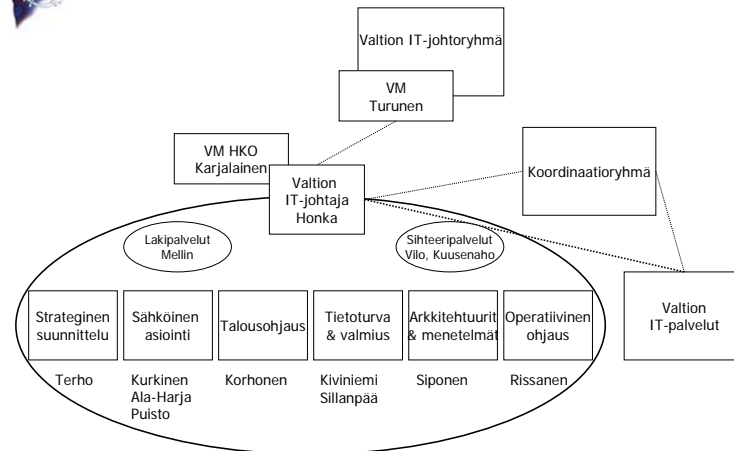 Valtion IT-johtoryhmä
VM
Turunen
VM HKO
Karjalainen
Valtion
IT-johtaja
Honka
Koordinaatioryhmä
Lakipalvelut
Mellin
Sihteeripalvelut
Vilo, Kuusenaho
Strateginen
suunnittelu
Sähköinen
asiointi
Talousohjaus
Tietoturva
& valmius
Arkkitehtuurit
& menetelmät
Operatiivinen
ohjaus
Valtion
IT-palvelut
Terho
Kurkinen
Ala-Harja
Puisto
Korhonen
Kiviniemi
Sillanpää
Siponen
Rissanen